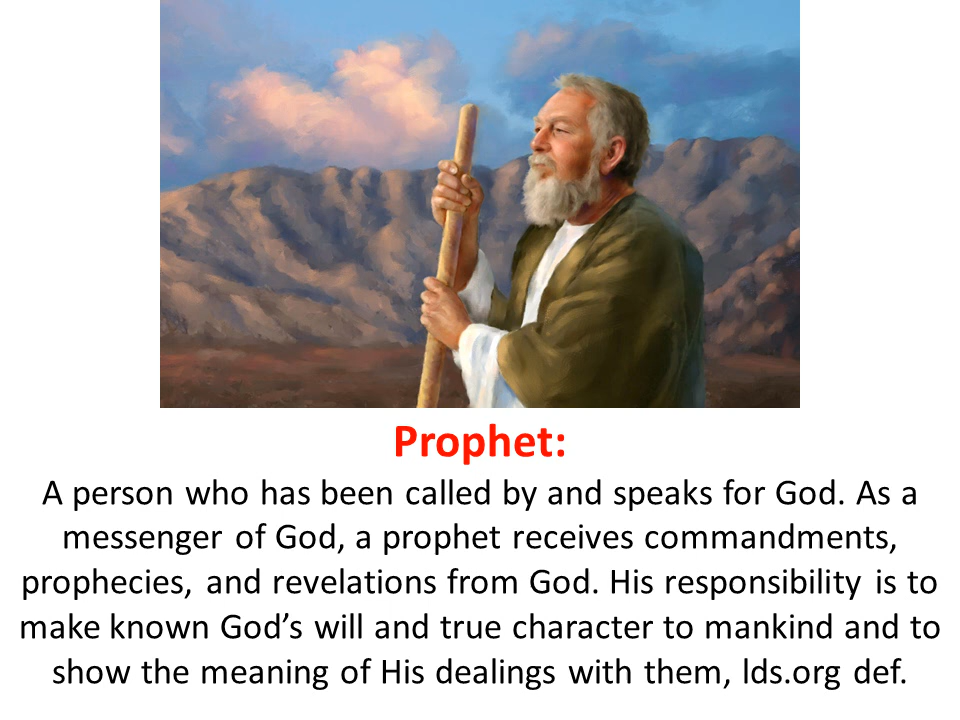 Prophet:
A person who has been called by and speaks for God. As a
messenger of God, a prophet receives commandments,
prophecies, and revelations from God. His responsibility is to
make known God’s will and true character to mankind and to
show the meaning of His dealings with them, lds.org def.